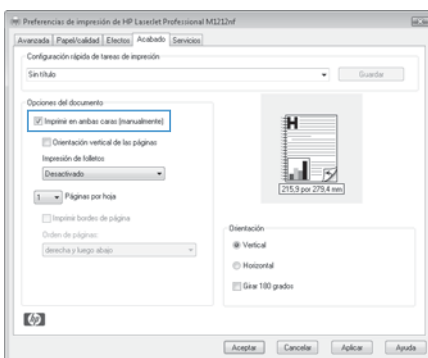 Preferencias de impresión de HP LaserJet Professional M1212nf
Avanzada Papel/calidad Efectos Acabado Servicios
Configuración rápida de tareas de impresión
Sin título Guardar
Opciones del documento
Imprimir en ambas caras (manualmente)
Orientación vertical de las páginas
Impresión de folletos
Desactivado
1 Páginas por hoja
Imprimir bordes de página
Orden de páginas:
derecha y luego abajo
H
215,9 por 279,4 mm
Orientación
Vertical
Horizontal
Girar 180 grados
hp
Aceptar Cancelar Aplicar Ayuda